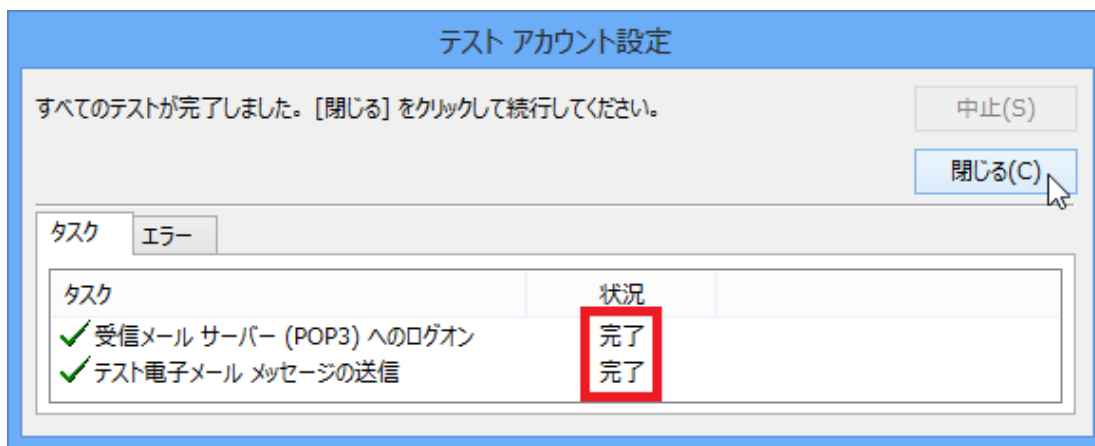 テスト アカウント設定
すべてのテストが完了しました。[閉じる] をクリックして続行してください。
中止(S)
閉じる(C)
タスク エラー
タスク 状況
受信メール サーバー (POP3) へのログオン 完了
テスト電子メール メッセージの送信 完了